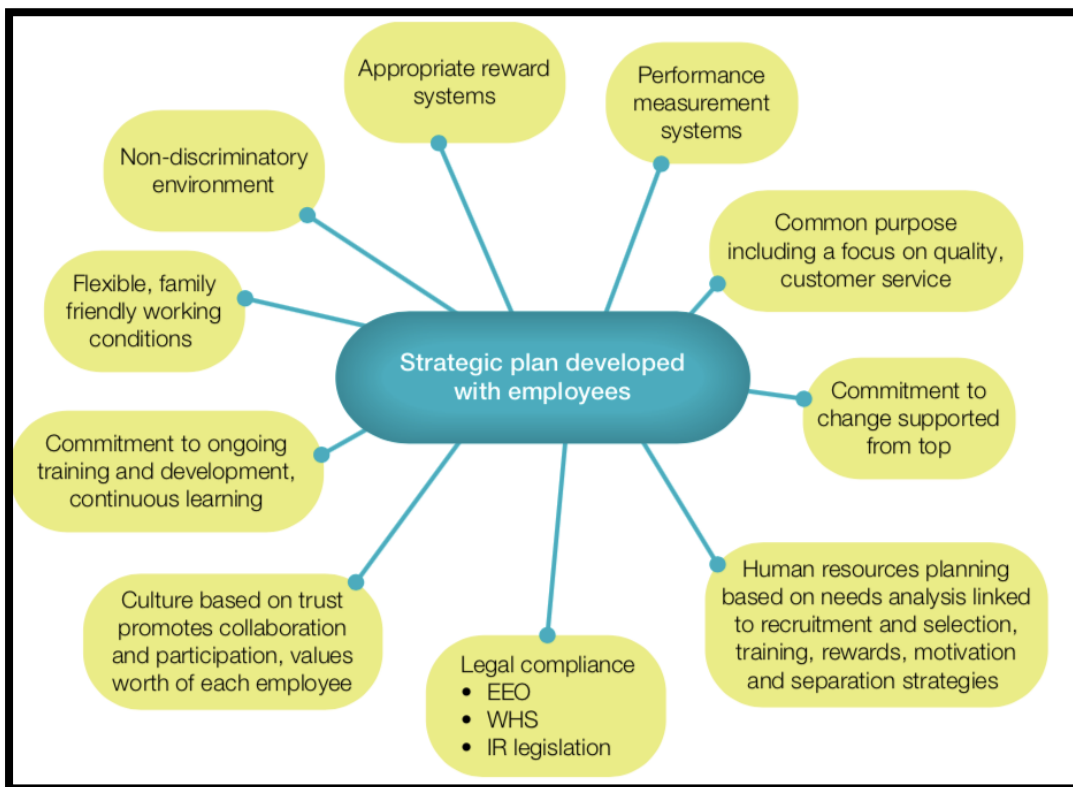 Appropriate reward
systems
Performance
measurement
systems
Non-discriminatory
environment
Common purpose
including a focus on quality,
customer service
Flexible, family
friendly working
conditions
Strategic plan developed
with employees
Commitment to
change supported
from top
Commitment to ongoing
training and development,
continuous learning
Human resources planning
based on needs analysis linked
to recruitment and selection,
training, rewards, motivation
and separation strategies
Culture based on trust
promotes collaboration
and participation, values
worth of each employee
Legal compliance
• EEO
• WHS
• IR legislation